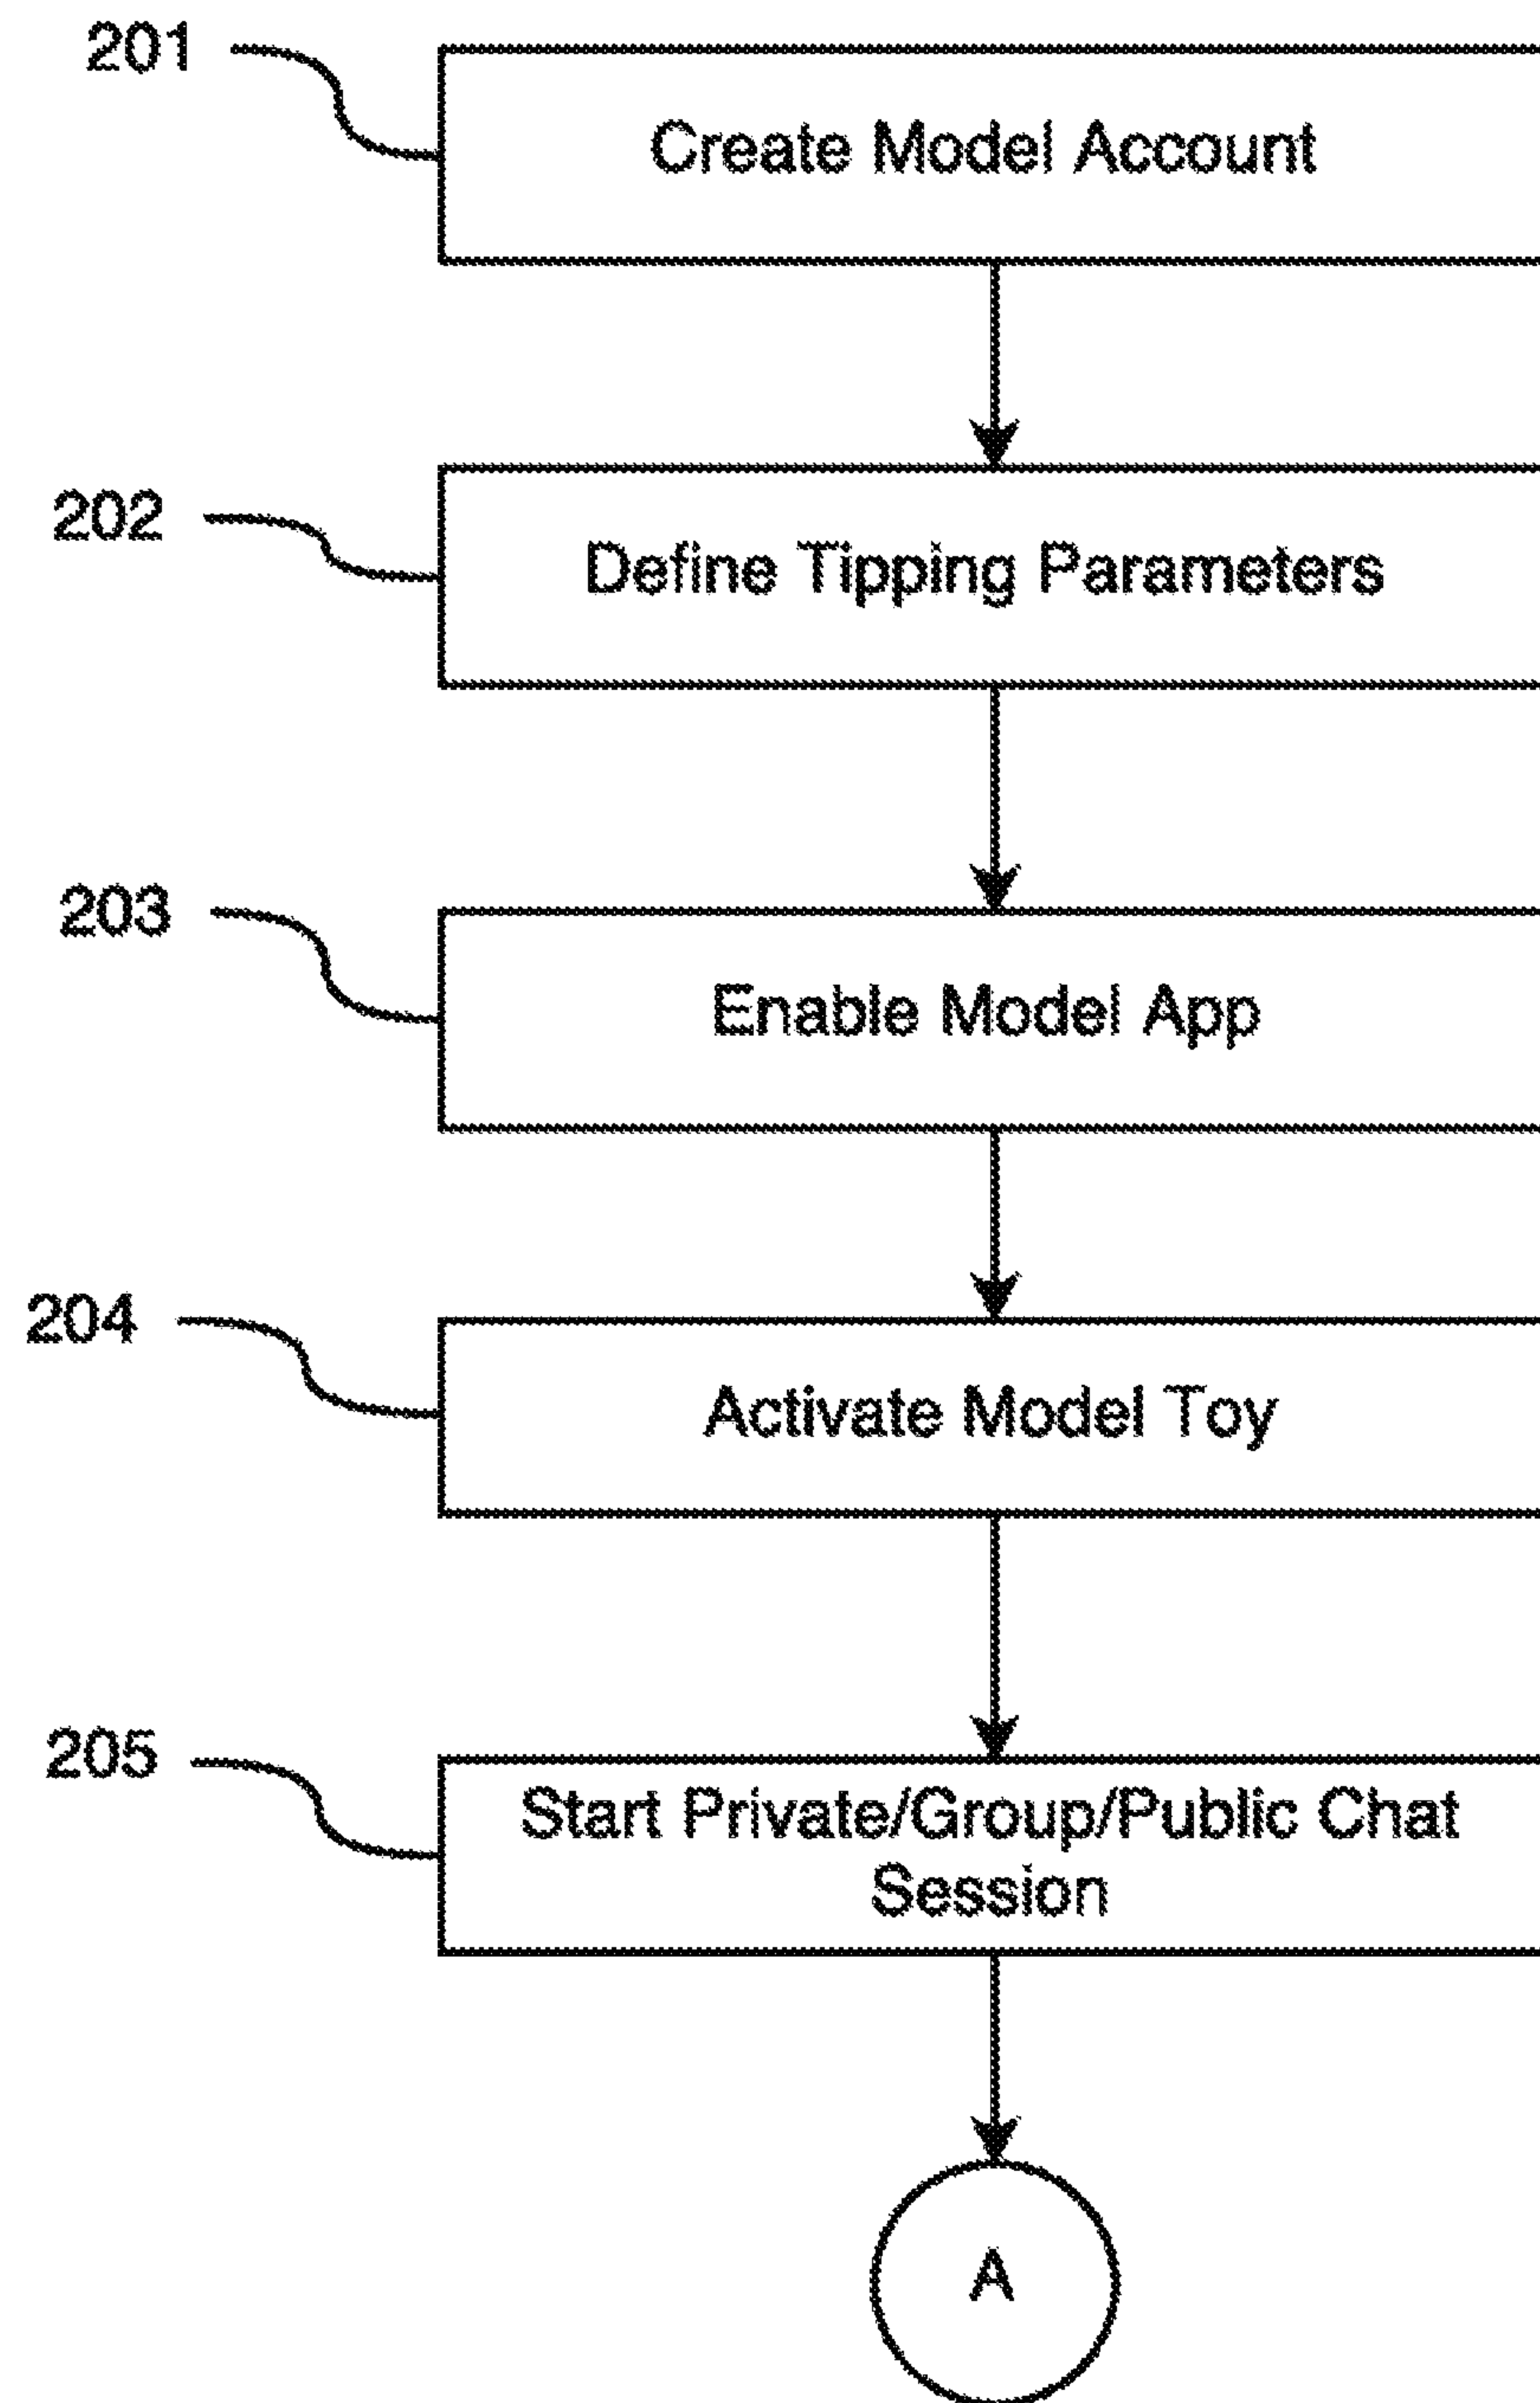 201
Create Model Account
202
Define Tipping Parameters
203
Enable Model App
204
Activate Model Toy
205
Start Private/Group/Public Chat
Session
A